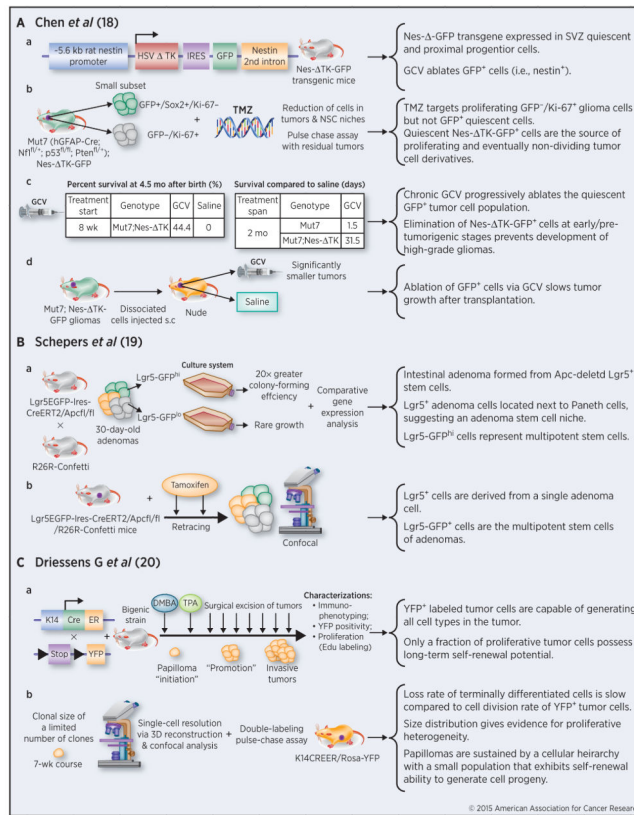 A Chen et al (18)
a
~5.6 kb rat nestin
promoter
HSV Δ TK
IRES
GFP
Nestin
2nd intron
Nes-ΔTK-GFP
transgenic mice
Nes-Δ-GFP transgene expressed in SVZ quiescent
and proximal progentior cells.
GCV ablates GFP+ cells (i.e., nestin+).
b
Small subset
GFP+/Sox2+/Ki-67-
GFP-/Ki-67+
Mut7 (hGFAP-Cre;
Nf1fl/+; p53fl/fl; Ptenfl/+);
Nes-ΔTK-GFP
+
TMZ
Reduction of cells in
tumors & NSC niches
Pulse chase assay
with residual tumors
TMZ targets proliferating GFP-/Ki-67+ glioma cells
but not GFP+ quiescent cells.
Quiescent Nes-ΔTK-GFP+ cells are the source of
proliferating and eventually non-dividing tumor
cell derivatives.
c
GCV
Percent survival at 4.5 mo after birth (%)
Treatment
start
Genotype
GCV
Saline
8 wk
Mut7;Nes-ΔTK
44.4
0
Survival compared to saline (days)
Treatment
span
Genotype
GCV
2 mo
Mut7
1.5
Mut7;Nes-ΔTK
31.5
Chronic GCV progressively ablates the quiescent
GFP+ tumor cell population.
Elimination of Nes-ΔTK-GFP+ cells at early/pre-
tumorigenic stages prevents development of
high-grade gliomas.
d
Mut7; Nes-ΔTK-
GFP gliomas
Dissociated
cells injected s.c
Nude
GCV
Saline
Significantly
smaller tumors
Ablation of GFP+ cells via GCV slows tumor
growth after transplantation.
B Schepers et al (19)
a
Lgr5EGFP-Ires-
CreERT2/Apcfl/fl
×
R26R-Confetti
30-day-old
adenomas
Lgr5-GFPhi
Lgr5-GFPlo
Culture system
20× greater
colony-forming
effciency
Rare growth
+
Comparative
gene
expression
analysis
Intestinal adenoma formed from Apc-deletd Lgr5+
stem cells.
Lgr5+ adenoma cells located next to Paneth cells,
suggesting an adenoma stem cell niche.
Lgr5-GFPhi cells represent multipotent stem cells.
b
Lgr5EGFP-Ires-CreERT2/Apcfl/fl
/R26R-Confetti mice
+
Tamoxifen
Retracing
Confocal
Lgr5+ cells are derived from a single adenoma
cell.
Lgr5-GFP+ cells are the multipotent stem cells
of adenomas.
C Driessens G et al (20)
a
K14
Cre
ER
×
Stop
YFP
+
Bigenic
strain
DMBA
TPA
Surgical excision of tumors
Papilloma
"initiation"
"Promotion"
Invasive
tumors
Characterizations:
• Immuno-
phenotyping;
• YFP positivity;
• Proliferation
(Edu labeling)
YFP+ labeled tumor cells are capable of generating
all cell types in the tumor.
Only a fraction of proliferative tumor cells possess
long-term self-renewal potential.
b
Clonal size of
a limited
number of clones
7-wk course
Single-cell resolution
via 3D reconstruction
& confocal analysis
+
Double-labeling
pulse-chase assay
K14CREER/Rosa-YFP
Loss rate of terminally differentiated cells is slow
compared to cell division rate of YFP+ tumor cells.
Size distribution gives evidence for proliferative
heterogeneity.
Papillomas are sustained by a cellular heirarchy
with a small population that exhibits self-renewal
ability to generate cell progeny.
© 2015 American Association for Cancer Research